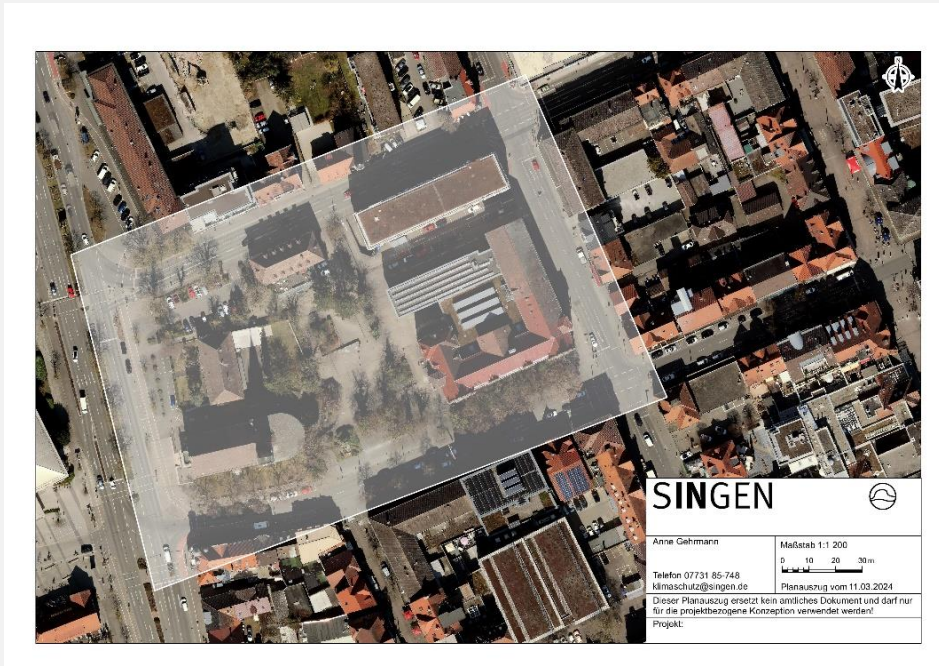 N
SINGEN
Anne Gehrmann
Telefon 07731 85-748
klimaschutz@singen.de
Maßstab 1:1 200
0 10 20 30m
Planauszug vom 11.03.2024
Dieser Planauszug ersetzt kein amtliches Dokument und darf nur
für die projektbezogene Konzeption verwendet werden!
Projekt: